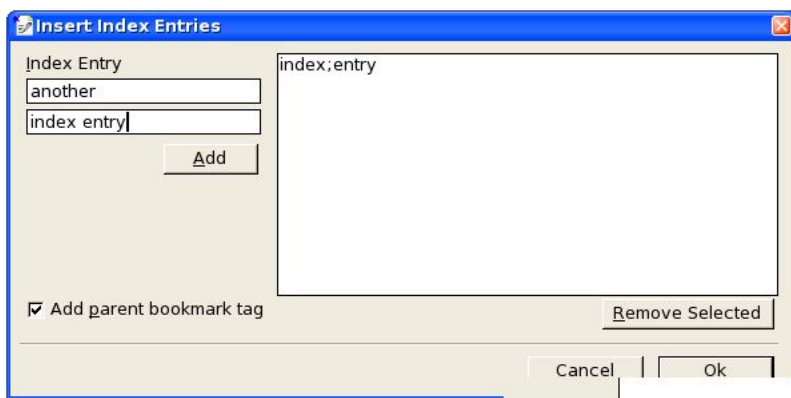 Insert Index Entries
Index Entry
another
index entry
Add
index;entry
Add parent bookmark tag
Remove Selected
Cancel
Ok